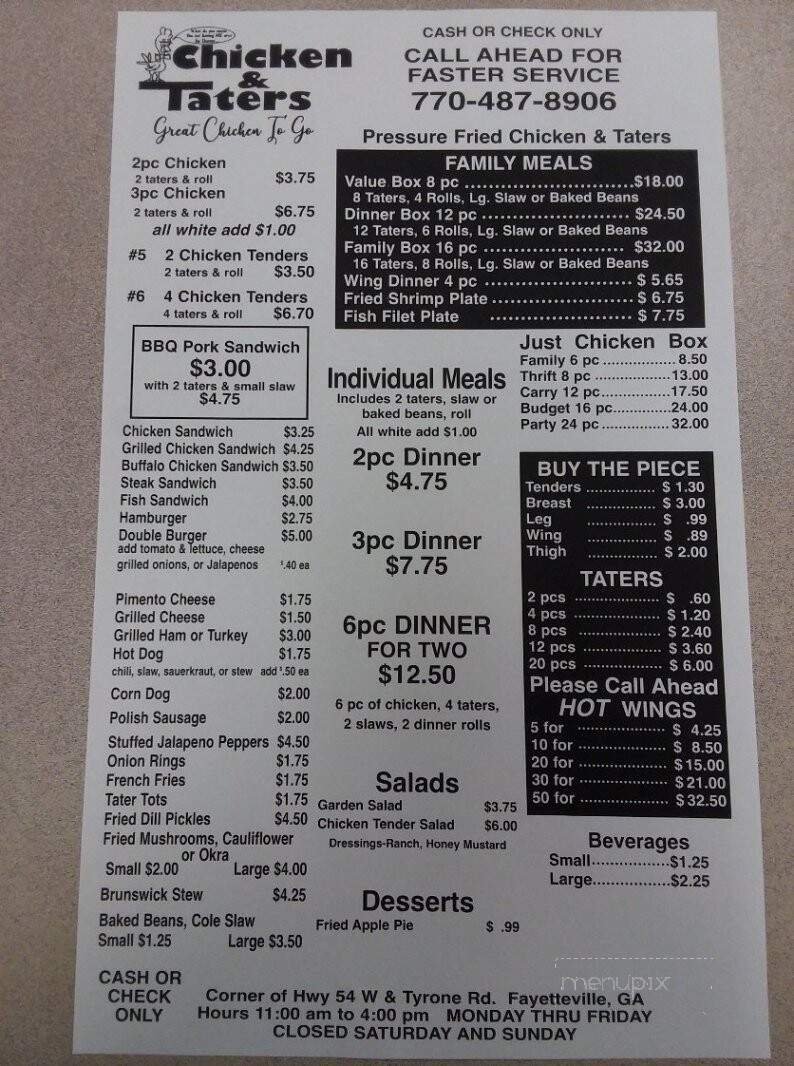 Chicken
&
Taters
Great Chicken To Go
CASH OR CHECK ONLY
CALL AHEAD FOR
FASTER SERVICE
770-487-8906
Pressure Fried Chicken & Taters
2pc Chicken
2 taters & roll $3.75
3pc Chicken
2 taters & roll $6.75
all white add $1.00
#5 2 Chicken Tenders
2 taters & roll $3.50
#6 4 Chicken Tenders
4 taters & roll $6.70
BBQ Pork Sandwich
$3.00
with 2 taters & small slaw
$4.75
Chicken Sandwich $3.25
Grilled Chicken Sandwich $4.25
Buffalo Chicken Sandwich $3.50
Steak Sandwich $3.50
Fish Sandwich $4.00
Hamburger $2.75
Double Burger $5.00
add tomato & lettuce, cheese
grilled onions, or Jalapenos $.40 ea
Pimento Cheese $1.75
Grilled Cheese $1.50
Grilled Ham or Turkey $3.00
Hot Dog $1.75
chili, slaw, sauerkraut, or stew add $.50 ea
Corn Dog $2.00
Polish Sausage $2.00
Stuffed Jalapeno Peppers $4.50
Onion Rings $1.75
French Fries $1.75
Tater Tots $1.75
Fried Dill Pickles $4.50
Fried Mushrooms, Cauliflower
or Okra
Small $2.00 Large $4.00
Brunswick Stew $4.25
Baked Beans, Cole Slaw
Small $1.25 Large $3.50
FAMILY MEALS
Value Box 8 pc ..............................$18.00
8 Taters, 4 Rolls, Lg. Slaw or Baked Beans
Dinner Box 12 pc .......................... $24.50
12 Taters, 6 Rolls, Lg. Slaw or Baked Beans
Family Box 16 pc ......................... $32.00
16 Taters, 8 Rolls, Lg. Slaw or Baked Beans
Wing Dinner 4 pc ........................... $ 5.65
Fried Shrimp Plate ......................... $ 6.75
Fish Filet Plate ......................... $ 7.75
Individual Meals
Includes 2 taters, slaw or
baked beans, roll
All white add $1.00
2pc Dinner
$4.75
3pc Dinner
$7.75
6pc DINNER
FOR TWO
$12.50
6 pc of chicken, 4 taters,
2 slaws, 2 dinner rolls
Salads
Garden Salad $3.75
Chicken Tender Salad $6.00
Dressings-Ranch, Honey Mustard
Desserts
Fried Apple Pie $ .99
Just Chicken Box
Family 6 pc ................. 8.50
Thrift 8 pc ..................13.00
Carry 12 pc................17.50
Budget 16 pc.............24.00
Party 24 pc ................ 32.00
BUY THE PIECE
Tenders ............... $ 1.30
Breast ............... $ 3.00
Leg ............... $ .99
Wing ............... $ .89
Thigh ............... $ 2.00
TATERS
2 pcs .................... $ .60
4 pcs .................... $ 1.20
8 pcs .................... $ 2.40
12 pcs .................. $ 3.60
20 pcs .................. $ 6.00
Please Call Ahead
HOT WINGS
5 for .................... $ 4.25
10 for .................... $ 8.50
20 for .................... $15.00
30 for .................... $21.00
50 for .................... $32.50
Beverages
Small..................$1.25
Large..................$2.25
CASH OR
CHECK
ONLY
Corner of Hwy 54 W & Tyrone Rd. Fayetteville, GA
Hours 11:00 am to 4:00 pm MONDAY THRU FRIDAY
CLOSED SATURDAY AND SUNDAY
menupix